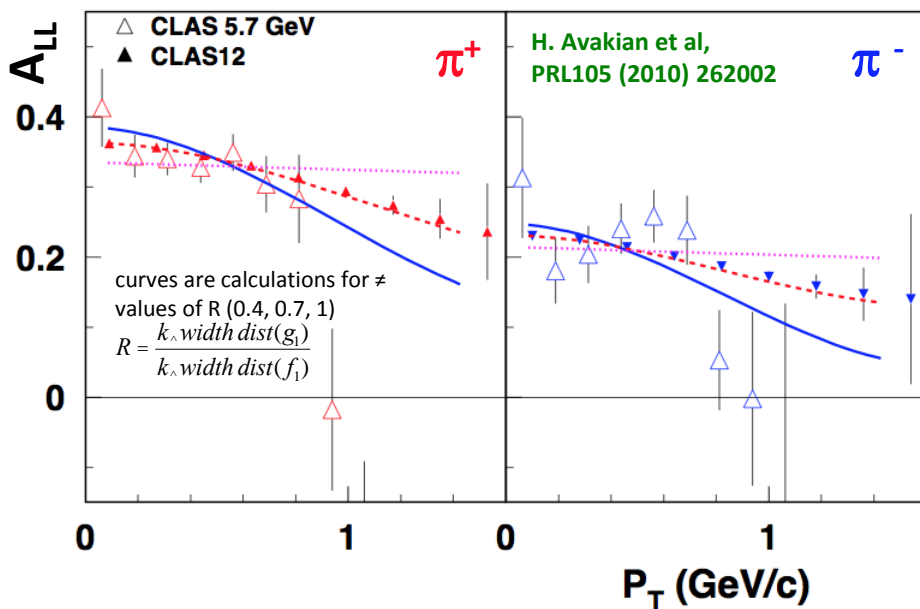 △ CLAS 5.7 GeV
▲ CLAS12
π+
H. Avakian et al,
PRL105 (2010) 262002
π -
A_LL
0.4
0.2
0
curves are calculations for ≠
values of R (0.4, 0.7, 1)
R = k^ width dist(g1) / k^ width dist(f1)
0
1
0
1
P_T (GeV/c)